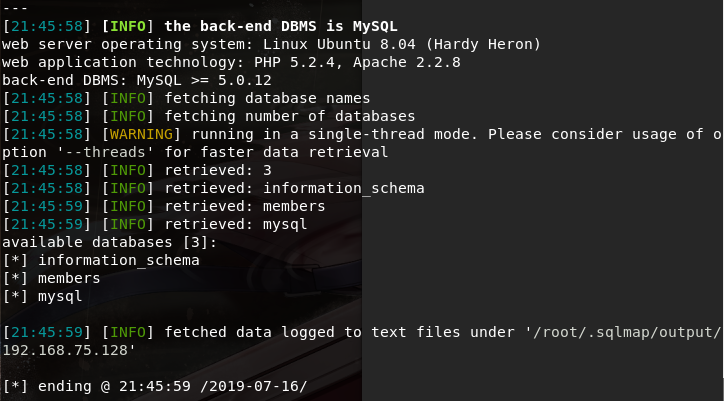 ---
[21:45:58] [INFO] the back-end DBMS is MySQL
web server operating system: Linux Ubuntu 8.04 (Hardy Heron)
web application technology: PHP 5.2.4, Apache 2.2.8
back-end DBMS: MySQL >= 5.0.12
[21:45:58] [INFO] fetching database names
[21:45:58] [INFO] fetching number of databases
[21:45:58] [WARNING] running in a single-thread mode. Please consider usage of o
ption '--threads' for faster data retrieval
[21:45:58] [INFO] retrieved: 3
[21:45:58] [INFO] retrieved: information_schema
[21:45:59] [INFO] retrieved: members
[21:45:59] [INFO] retrieved: mysql
available databases [3]:
[*] information_schema
[*] members
[*] mysql
[21:45:59] [INFO] fetched data logged to text files under '/root/.sqlmap/output/
192.168.75.128'
[*] ending @ 21:45:59 /2019-07-16/